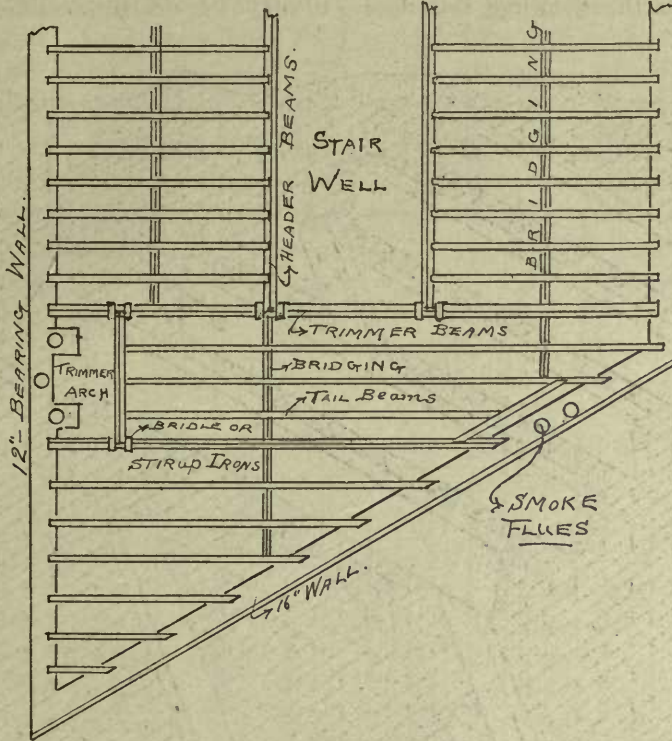 HEADER BEAMS.
STAIR
WELL
BRIDGING
12"-BEARING WALL.
TRIMMER BEAMS
BRIDGING
TRIMMER
ARCH
TAIL Beams
BRIDLE OR
STIRUP IRONS
SMOKE
FLUES
16" WALL.